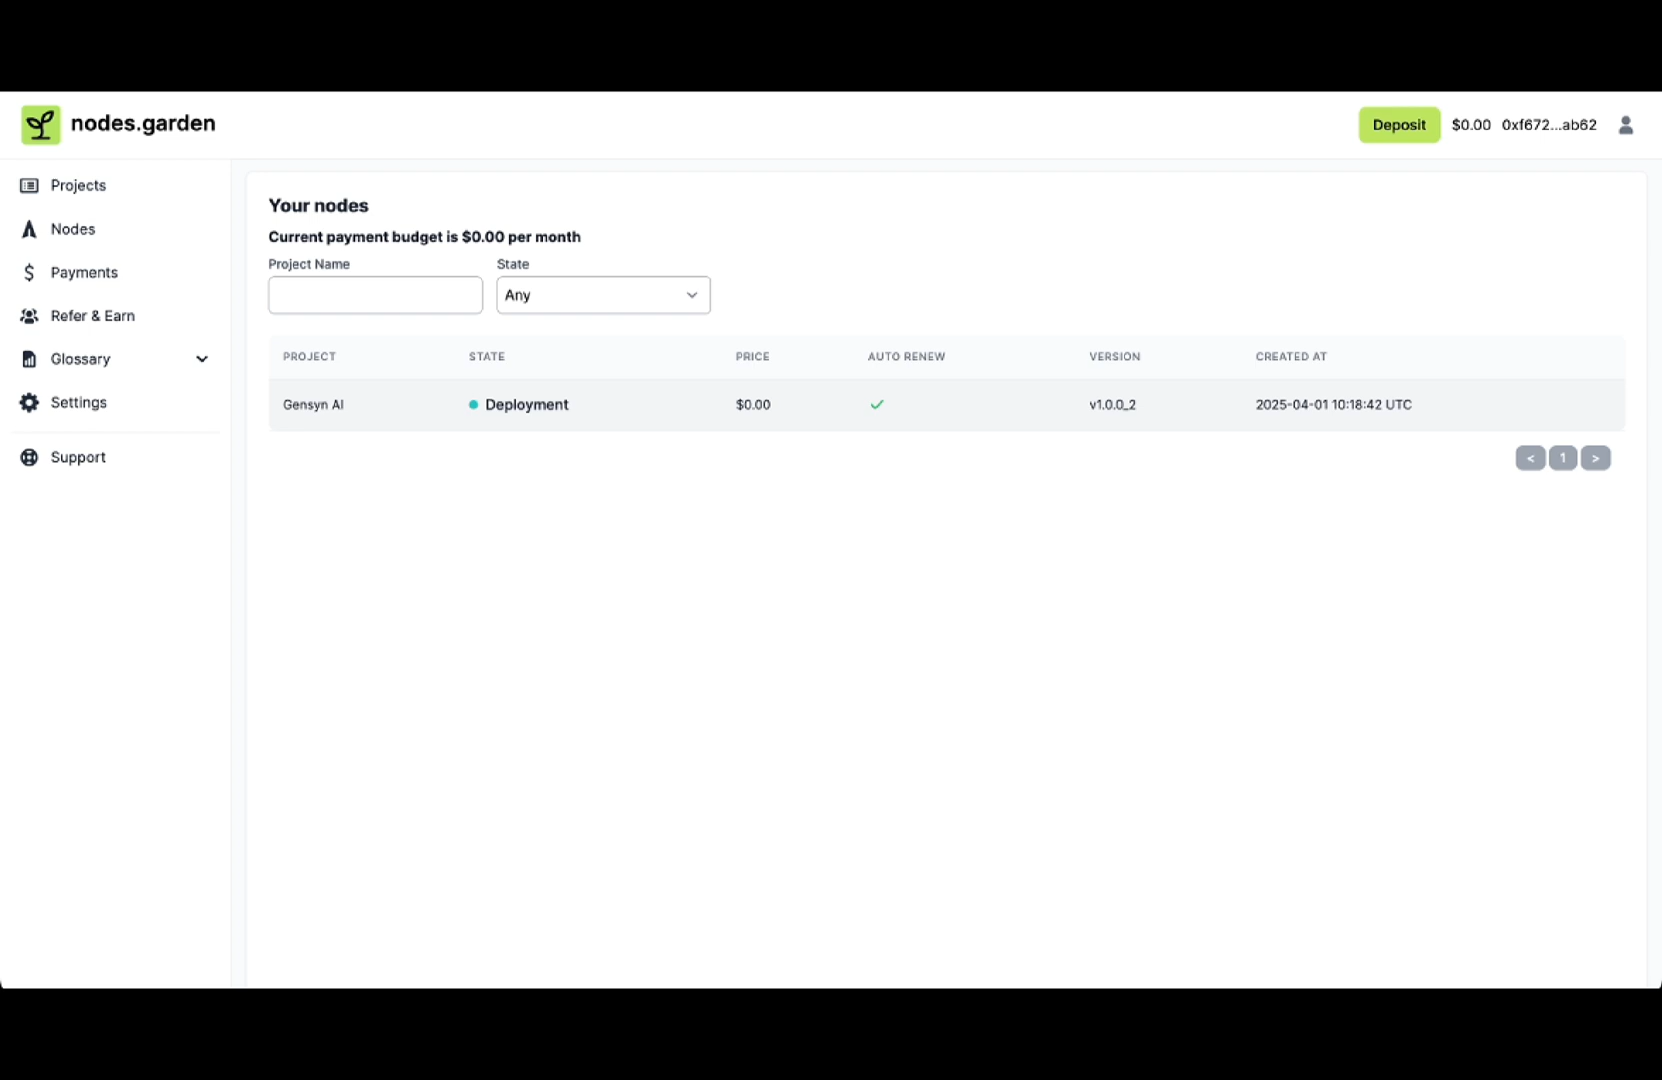 nodes.garden
Deposit $0.00 0xf672...ab62
Projects
Nodes
Payments
Refer & Earn
Glossary
Settings
Support
Your nodes
Current payment budget is $0.00 per month
Project Name State
Any
PROJECT STATE PRICE AUTO RENEW VERSION CREATED AT
Gensyn AI Deployment $0.00 v1.0.0_2 2025-04-01 10:18:42 UTC
< 1 >